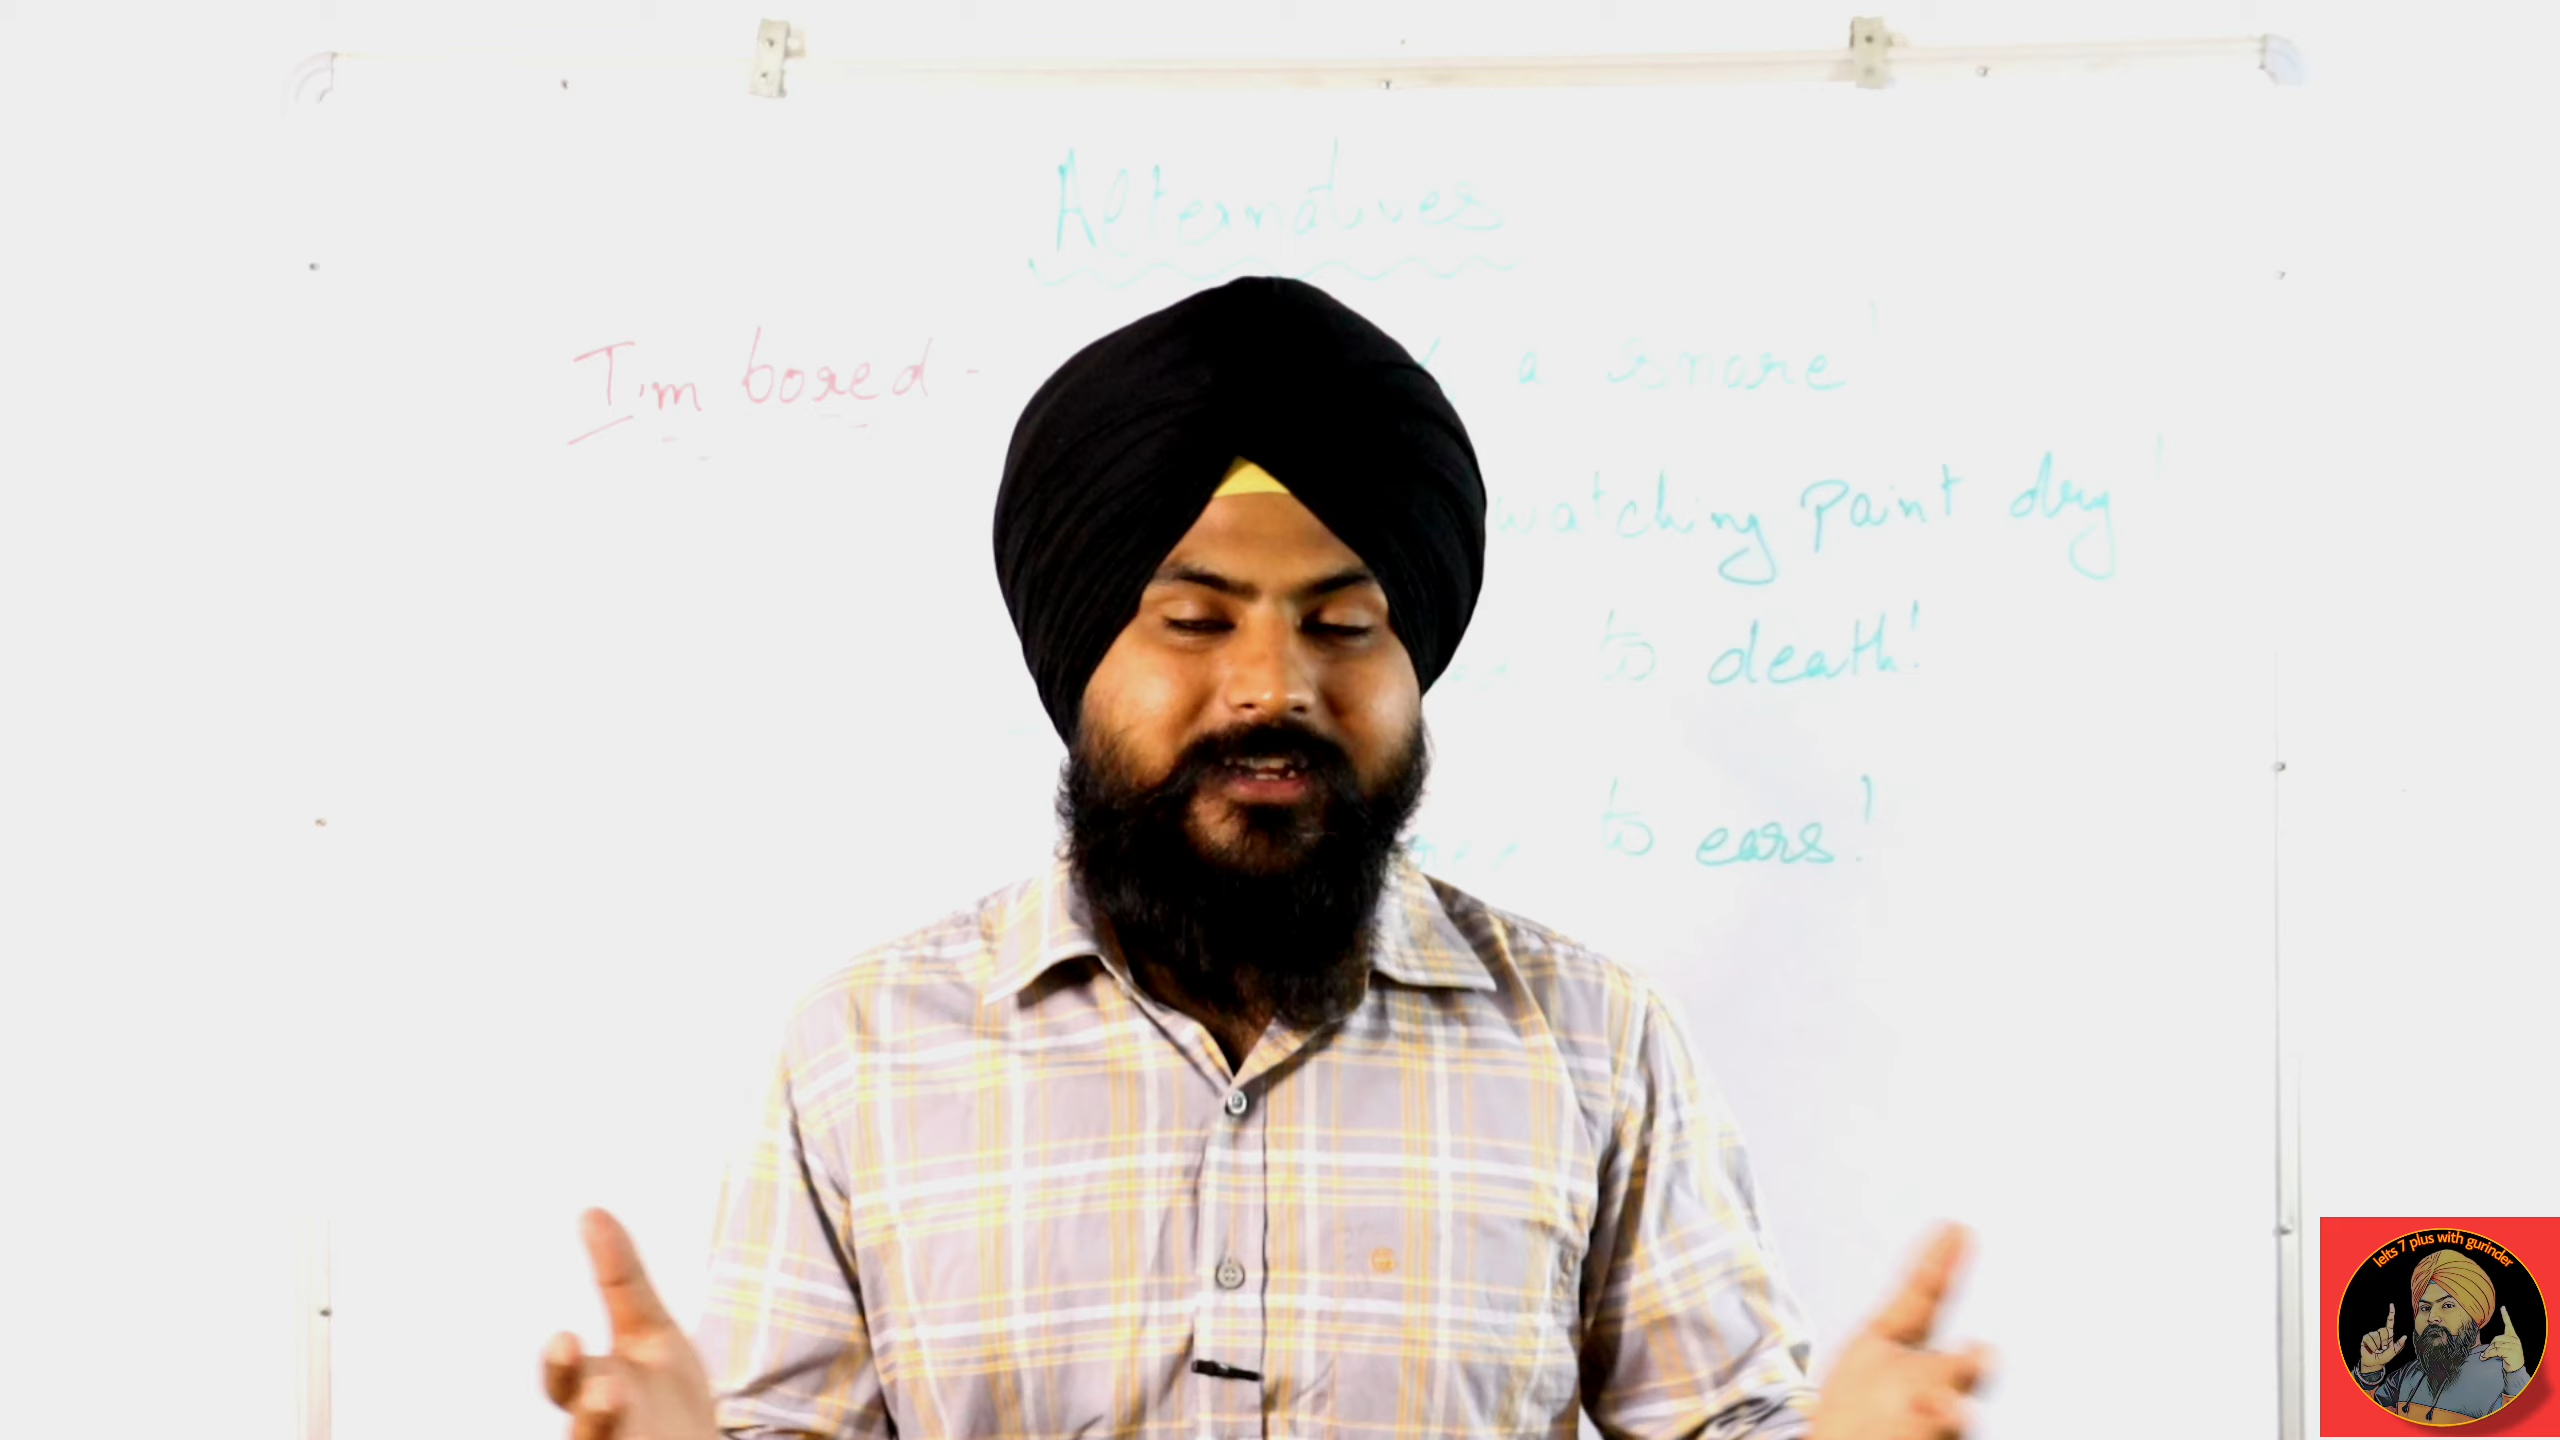 Alternatives
I'm bored - a snore!
watching paint dry!
to death!
to ears!
Ielts 7 plus with gurinder